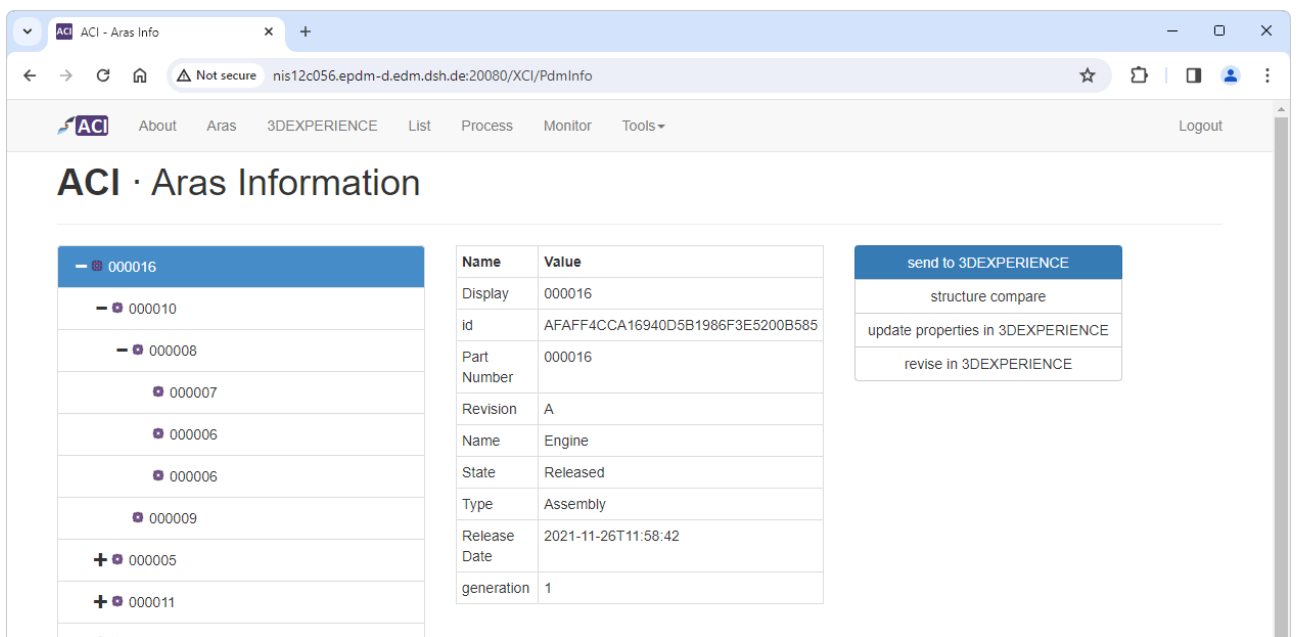 ACI ACI - Aras Info
Not secure nis12c056.epdm-d.edm.dsh.de:20080/XCI/PdmInfo
ACI About Aras 3DEXPERIENCE List Process Monitor Tools Logout
ACI · Aras Information
000016
000010
000008
000007
000006
000006
000009
000005
000011
Name Value
Display 000016
id AFAFF4CCA16940D5B1986F3E5200B585
Part Number 000016
Revision A
Name Engine
State Released
Type Assembly
Release Date 2021-11-26T11:58:42
generation 1
send to 3DEXPERIENCE
structure compare
update properties in 3DEXPERIENCE
revise in 3DEXPERIENCE